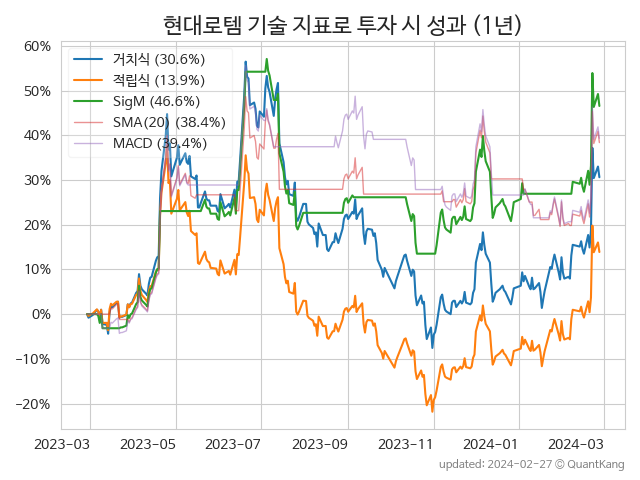 현대로템 기술 지표로 투자 시 성과 (1년)
60%
50%
40%
30%
20%
10%
0%
−10%
−20%
거치식 (30.6%)
적립식 (13.9%)
SigM (46.6%)
SMA(20) (38.4%)
MACD (39.4%)
2023-03 2023-05 2023-07 2023-09 2023-11 2024-01 2024-03
updated: 2024-02-27 © QuantKang